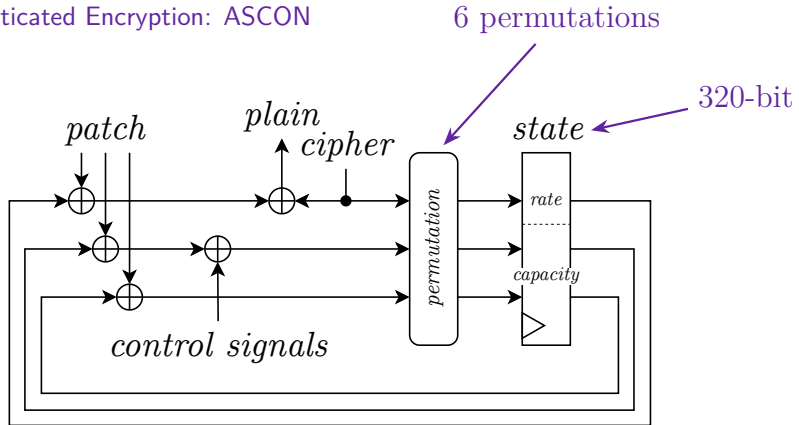 ticated Encryption: ASCON
6 permutations
320-bit
patch
plain
cipher
state
rate
permutation
capacity
control signals